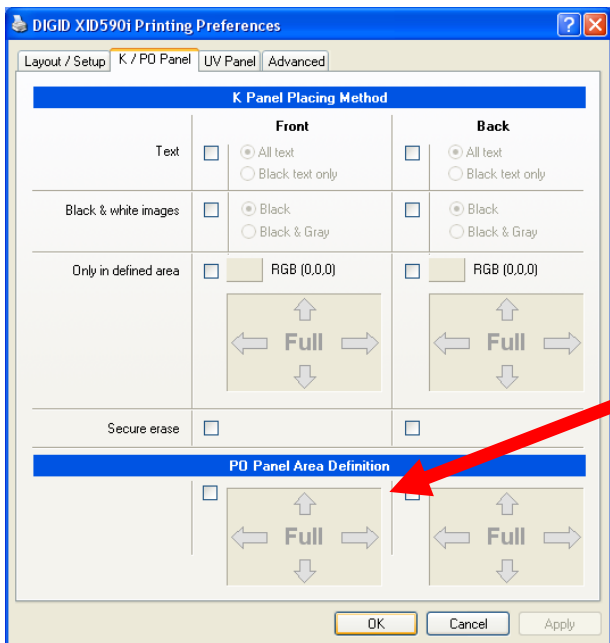 DIGID XID590i Printing Preferences
Layout / Setup K / PO Panel UV Panel Advanced
K Panel Placing Method
Front Back
Text All text All text
Black text only Black text only
Black & white images Black Black
Black & Gray Black & Gray
Only in defined area RGB (0,0,0) RGB (0,0,0)
Full Full
Secure erase
PO Panel Area Definition
Full Full
OK Cancel Apply